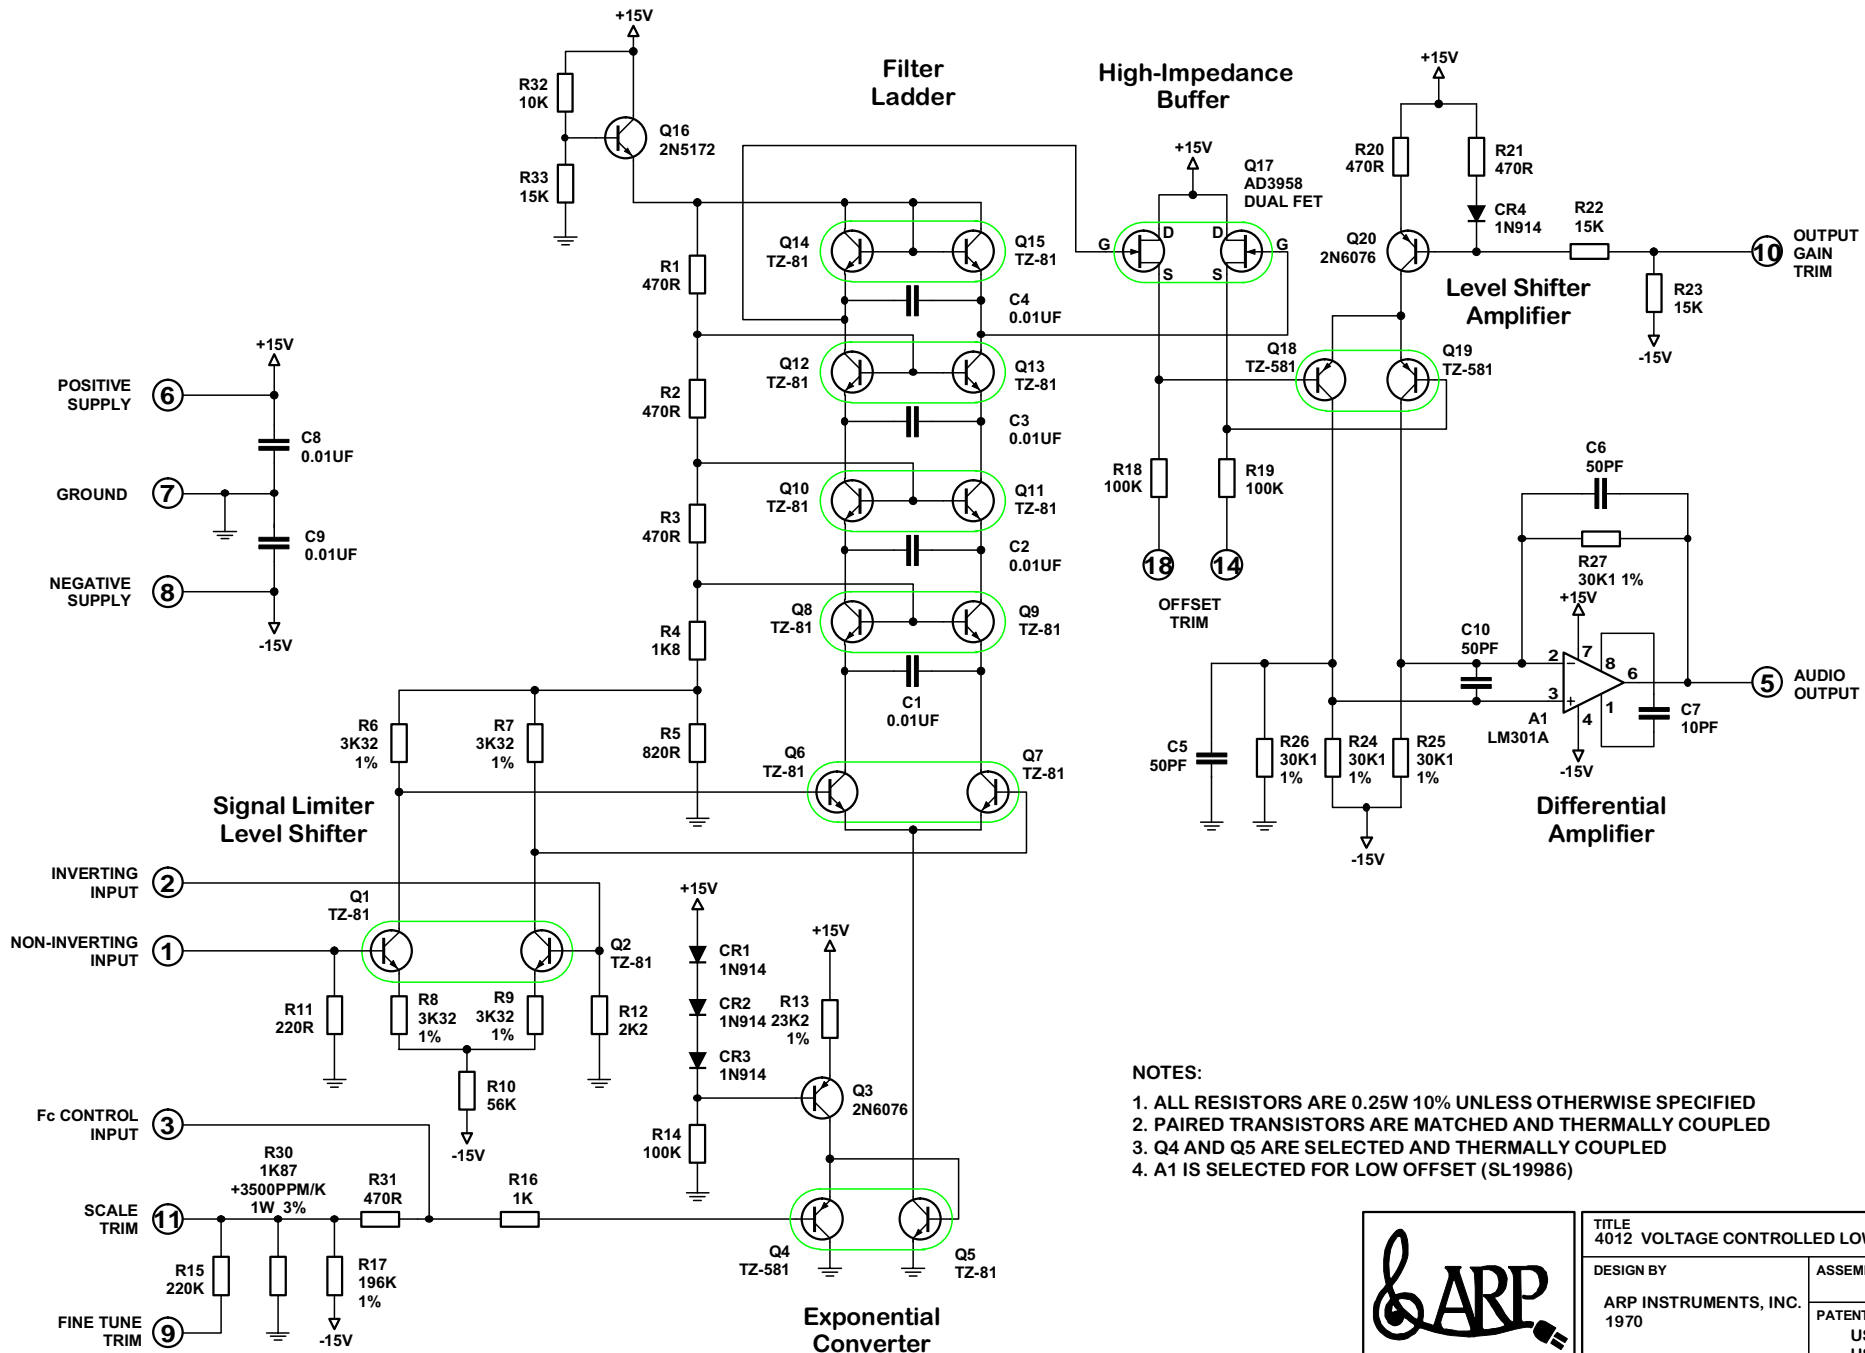 +15V
R32
10K
Q16
2N5172
R33
15K
Filter
Ladder
High-Impedance
Buffer
+15V
Q17
AD3958
DUAL FET
G
D
S
D
S
G
+15V
R20
470R
R21
470R
CR4
1N914
R22
15K
10
OUTPUT
GAIN
TRIM
Q20
2N6076
R23
15K
-15V
Level Shifter
Amplifier
Q14
TZ-81
Q15
TZ-81
R1
470R
C4
0.01UF
Q12
TZ-81
Q13
TZ-81
Q18
TZ-581
Q19
TZ-581
R2
470R
C3
0.01UF
+15V
POSITIVE
SUPPLY
6
C8
0.01UF
GROUND
7
C9
0.01UF
NEGATIVE
SUPPLY
8
-15V
Q10
TZ-81
Q11
TZ-81
R3
470R
C2
0.01UF
R18
100K
R19
100K
18
14
OFFSET
TRIM
C6
50PF
R27
30K1 1%
+15V
Q8
TZ-81
Q9
TZ-81
R4
1K8
C1
0.01UF
C10
50PF
2
-
3
+
7
8
6
1
4
A1
LM301A
-15V
C7
10PF
5
AUDIO
OUTPUT
R6
3K32
1%
R7
3K32
1%
R5
820R
Q6
TZ-81
Q7
TZ-81
C5
50PF
R26
30K1
1%
R24
30K1
1%
R25
30K1
1%
-15V
Differential
Amplifier
Signal Limiter
Level Shifter
INVERTING
INPUT
2
NON-INVERTING
INPUT
1
Q1
TZ-81
Q2
TZ-81
R11
220R
R8
3K32
1%
R9
3K32
1%
R12
2K2
R10
56K
-15V
+15V
CR1
1N914
CR2
1N914
CR3
1N914
+15V
R13
23K2
1%
Q3
2N6076
R14
100K
Fc CONTROL
INPUT
3
R30
1K87
+3500PPM/K
1W 3%
R31
470R
R16
1K
SCALE
TRIM
11
R15
220K
R17
196K
1%
-15V
FINE TUNE
TRIM
9
Q4
TZ-581
Q5
TZ-81
Exponential
Converter
NOTES:
1. ALL RESISTORS ARE 0.25W 10% UNLESS OTHERWISE SPECIFIED
2. PAIRED TRANSISTORS ARE MATCHED AND THERMALLY COUPLED
3. Q4 AND Q5 ARE SELECTED AND THERMALLY COUPLED
4. A1 IS SELECTED FOR LOW OFFSET (SL19986)
ARP
TITLE
4012 VOLTAGE CONTROLLED
DESIGN BY
ARP INSTRUMENTS, INC.
1970